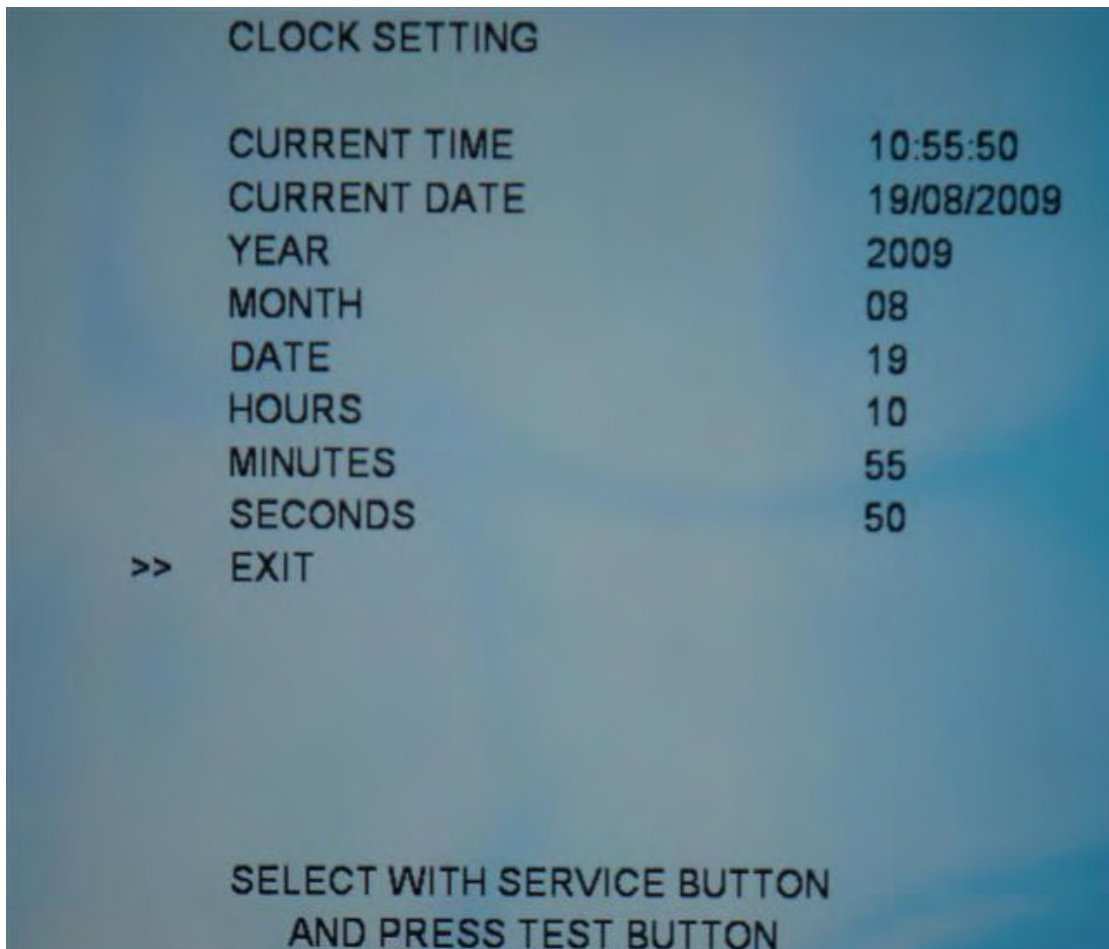 CLOCK SETTING
CURRENT TIME 10:55:50
CURRENT DATE 19/08/2009
YEAR 2009
MONTH 08
DATE 19
HOURS 10
MINUTES 55
SECONDS 50
>> EXIT
SELECT WITH SERVICE BUTTON
AND PRESS TEST BUTTON